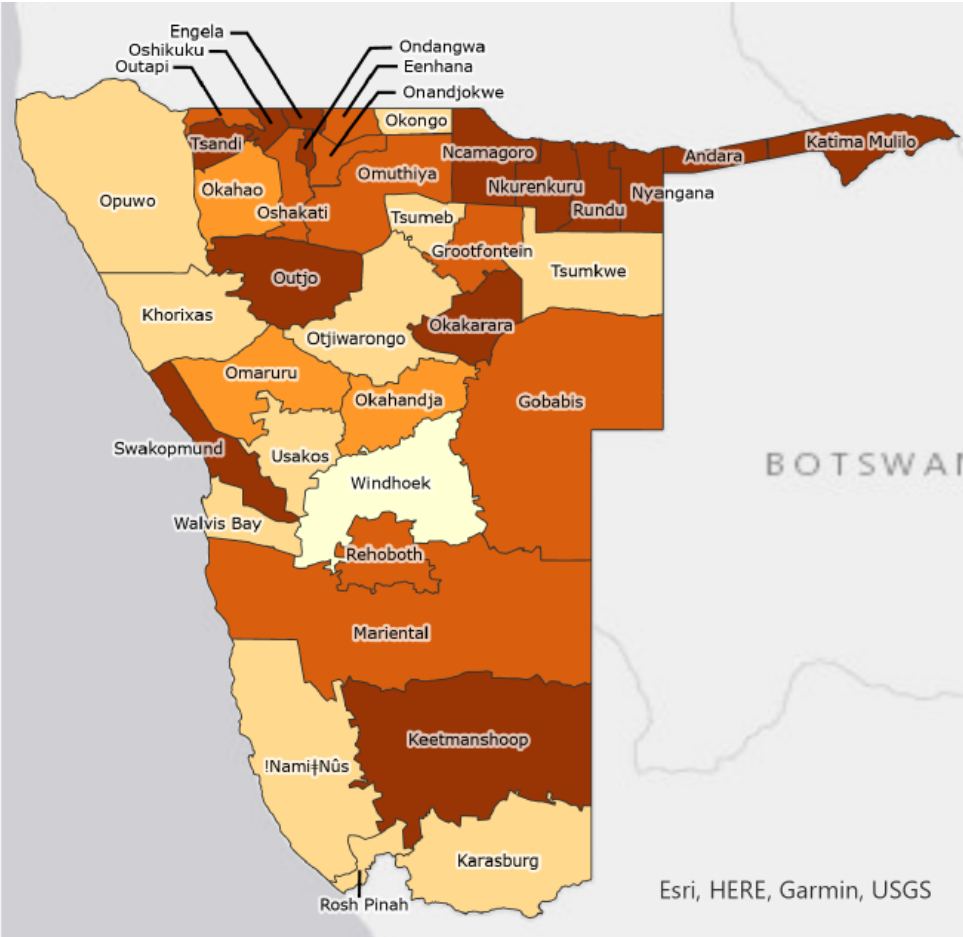 Engela
Ondangwa
Oshikuku
Eenhana
Outapi
Onandjokwe
Okongo
Tsandi
Katima Mulilo
Ncamagoro
Andara
Omuthiya
Nkurenkuru
Okahao
Nyangana
Opuwo
Rundu
Oshakati
Tsumeb
Grootfontein
Tsumkwe
Outjo
Khorixas
Okakarara
Otjiwarongo
Omaruru
Okahandja
Gobabis
Swakopmund
Usakos
BOTSWAN
Windhoek
Walvis Bay
Rehoboth
Mariental
Keetmanshoop
!Nami‡Nûs
Karasburg
Esri, HERE, Garmin, USGS
Rosh Pinah